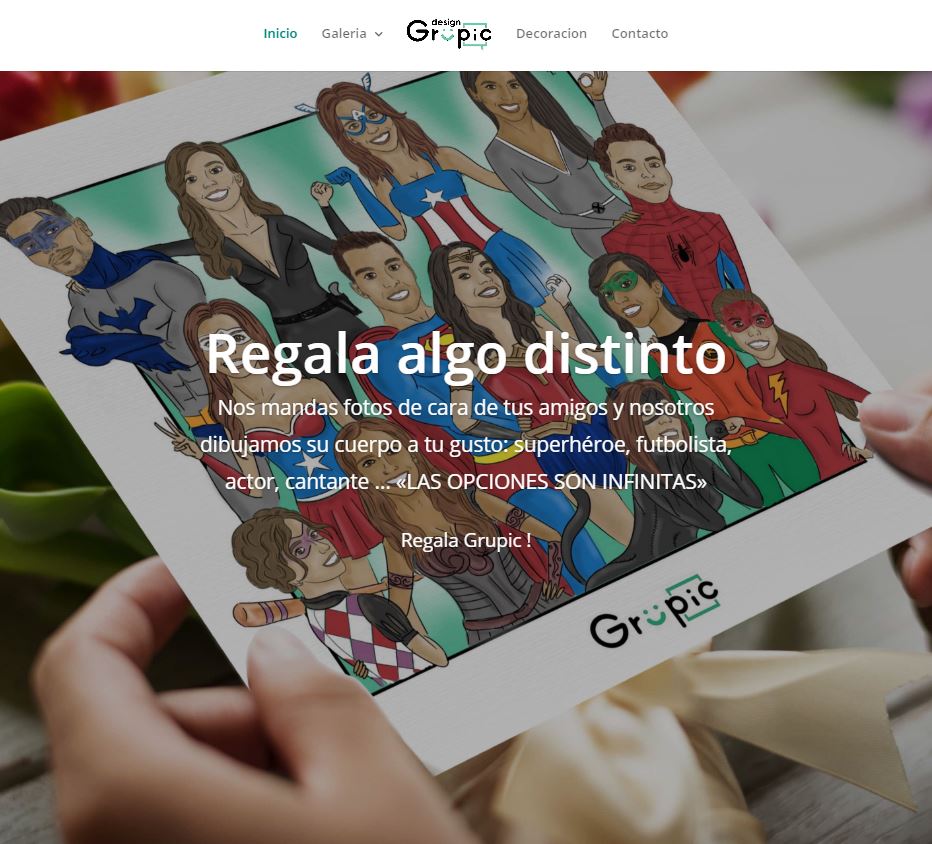 Inicio Galeria design Grupic Decoracion Contacto
Regala algo distinto
Nos mandas fotos de cara de tus amigos y nosotros
dibujamos su cuerpo a tu gusto: superhéroe, futbolista,
actor, cantante ... «LAS OPCIONES SON INFINITAS»
Regala Grupic !
Grupic